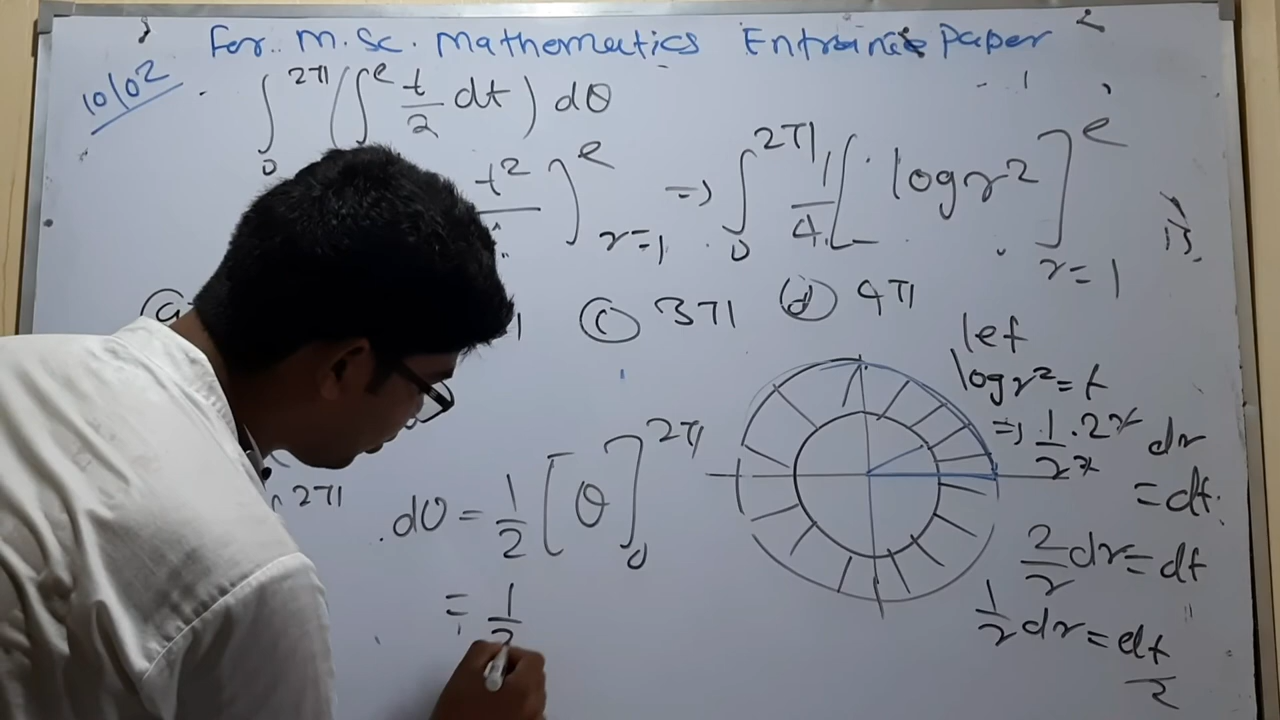 For M.Sc. Mathematics Entrance Paper
10/02
∫₀^2π (∫^e t/2 dt) dθ
t² ]^e r=1 => ∫₀^2π 1/4 [ log r² ]^e r=1 is
(c) 3π (d) 4π
let
log r² = t
=> 1/r² . 2r dr
= dt.
2/r dr = dt
1/r dr = dt/2
2π dθ = 1/2 [θ]₀^2π
= 1/2